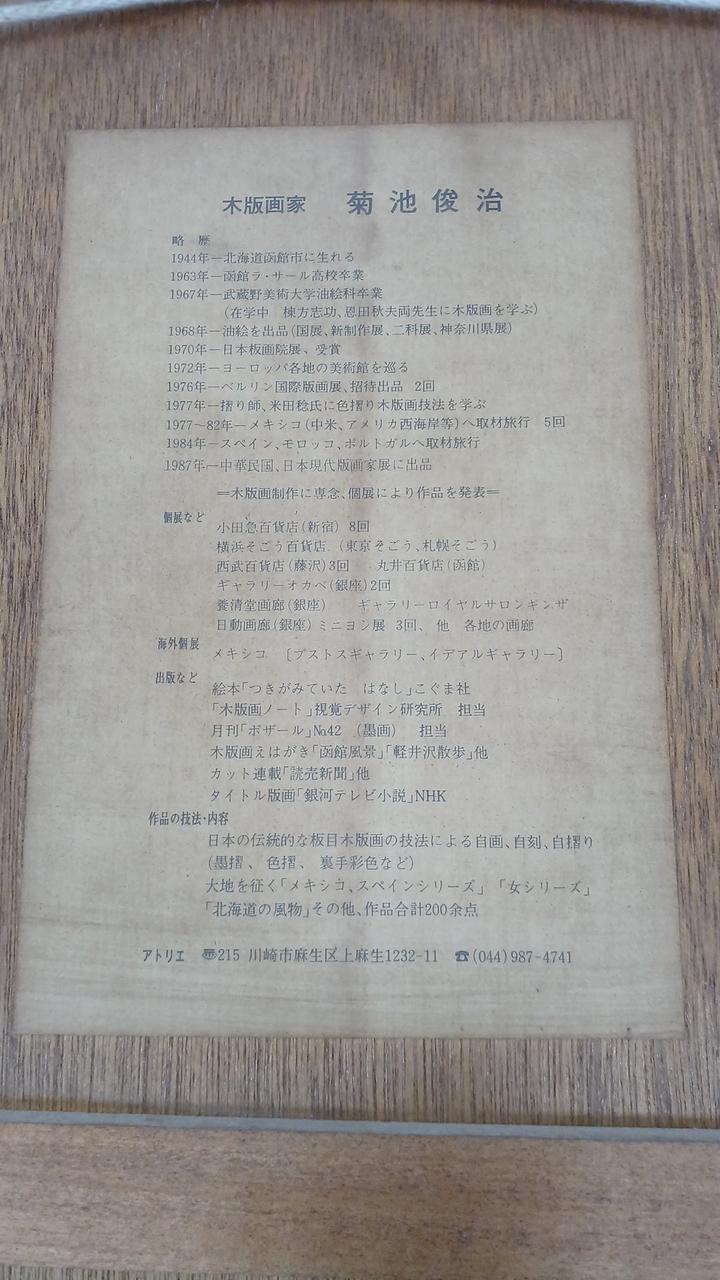 木版画家　菊池俊治
略　歴
1944年―北海道函館市に生れる
1963年―函館ラ・サール高校卒業
1967年―武蔵野美術大学油絵科卒業
（在学中　棟方志功、恩田秋夫両先生に木版画を学ぶ）
1968年―油絵を出品（国展、新制作展、二科展、神奈川県展）
1970年―日本板画院展、受賞
1972年―ヨーロッパ各地の美術館を巡る
1976年―ベルリン国際版画展、招待出品　2回
1977年―摺り師、米田稔氏に色摺り木版画技法を学ぶ
1977～82年―メキシコ（中米、アメリカ西海岸等）へ取材旅行　5回
1984年―スペイン、モロッコ、ポルトガルへ取材旅行
1987年―中華民国、日本現代版画家展に出品
＝木版画制作に専念、個展により作品を発表＝
個展など
小田急百貨店（新宿）8回
横浜そごう百貨店　（東京そごう、札幌そごう）
西武百貨店（藤沢）3回　　丸井百貨店（函館）
ギャラリーオカベ（銀座）2回
養清堂画廊（銀座）　　ギャラリーロイヤルサロンギンザ
日動画廊（銀座）ミニヨン展　3回、　他　各地の画廊
海外個展
メキシコ　〔ブストスギャラリー、イデアルギャラリー〕
出版など
絵本「つきがみていた　はなし」こぐま社
「木版画ノート」視覚デザイン研究所　担当
月刊「ボザール」№42　（墨画）　担当
木版画えはがき「函館風景」「軽井沢散歩」他
カット連載「読売新聞」他
タイトル版画「銀河テレビ小説」NHK
作品の技法・内容
日本の伝統的な板目木版画の技法による自画、自刻、自摺り
（墨摺、　色摺、　裏手彩色など）
大地を征く「メキシコ、スペインシリーズ」　「女シリーズ」
「北海道の風物」その他、作品合計200余点
アトリエ　〠215　川崎市麻生区上麻生1232-11　☎(044)987-4741